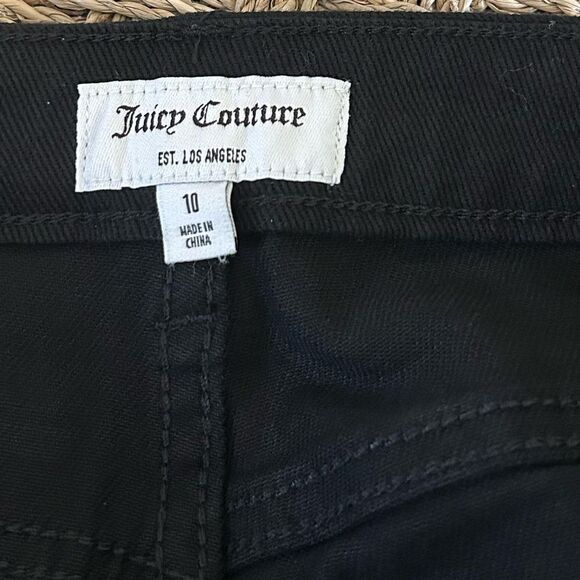 Juicy Couture
EST. LOS ANGELES
10
MADE IN
CHINA